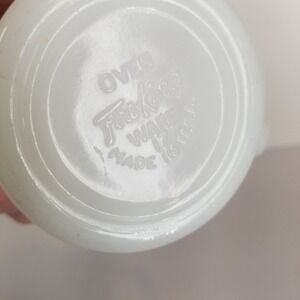 OVEN
Fire-King
WARE
MADE IN U.S.A.